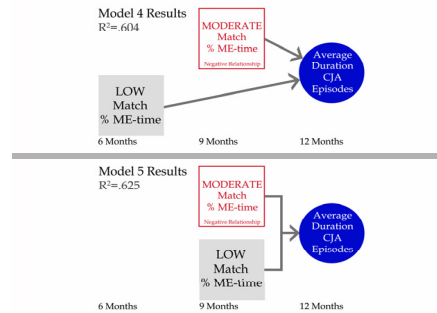 Model 4 Results
R²=.604
MODERATE
Match
% ME-time
Negative Relationship
Average
Duration
CJA
Episodes
LOW
Match
% ME-time
6 Months
9 Months
12 Months
Model 5 Results
R²=.625
MODERATE
Match
% ME-time
Negative Relationship
Average
Duration
CJA
Episodes
LOW
Match
% ME-time
6 Months
9 Months
12 Months